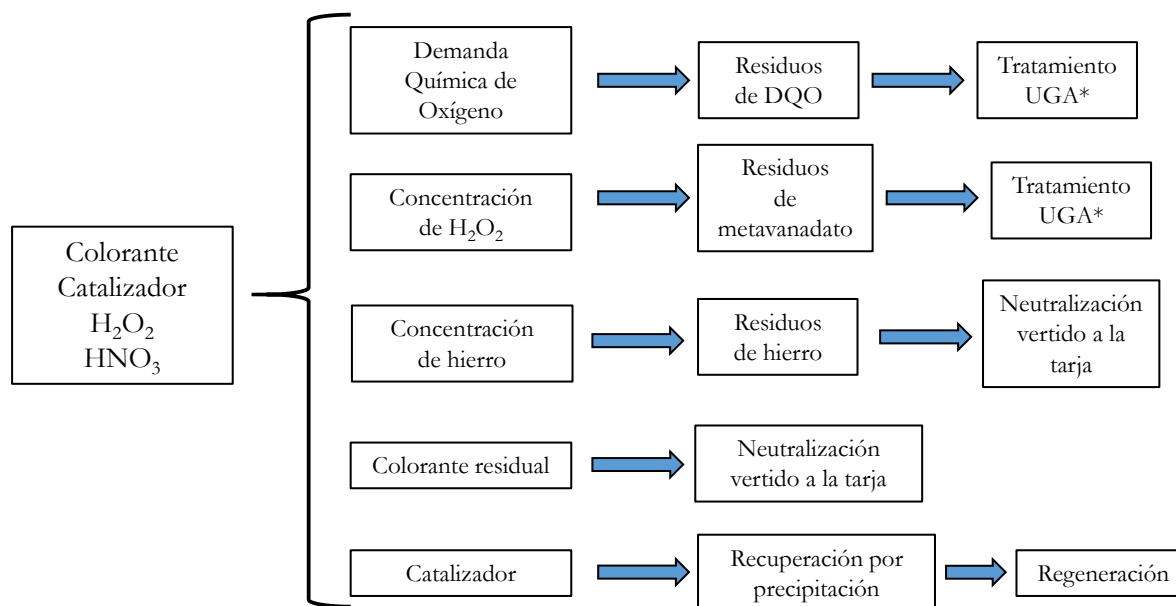 Demanda
Química de
Oxígeno
Residuos
de DQO
Tratamiento
UGA*
Concentración
de H₂O₂
Residuos
de
metavanadato
Tratamiento
UGA*
Colorante
Catalizador
H₂O₂
HNO₃
Concentración
de hierro
Residuos
de hierro
Neutralización
vertido a la
tarja
Colorante residual
Neutralización
vertido a la tarja
Catalizador
Recuperación por
precipitación
Regeneración